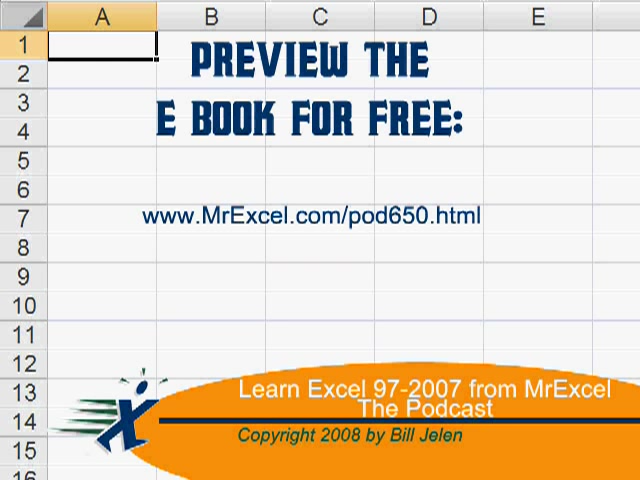 A B C D E
1
PREVIEW THE
2
3
E BOOK FOR FREE:
4
5
6
7
www.MrExcel.com/pod650.html
8
9
10
11
12
13
Learn Excel 97-2007 from MrExcel
The Podcast
14
Copyright 2008 by Bill Jelen
15
16